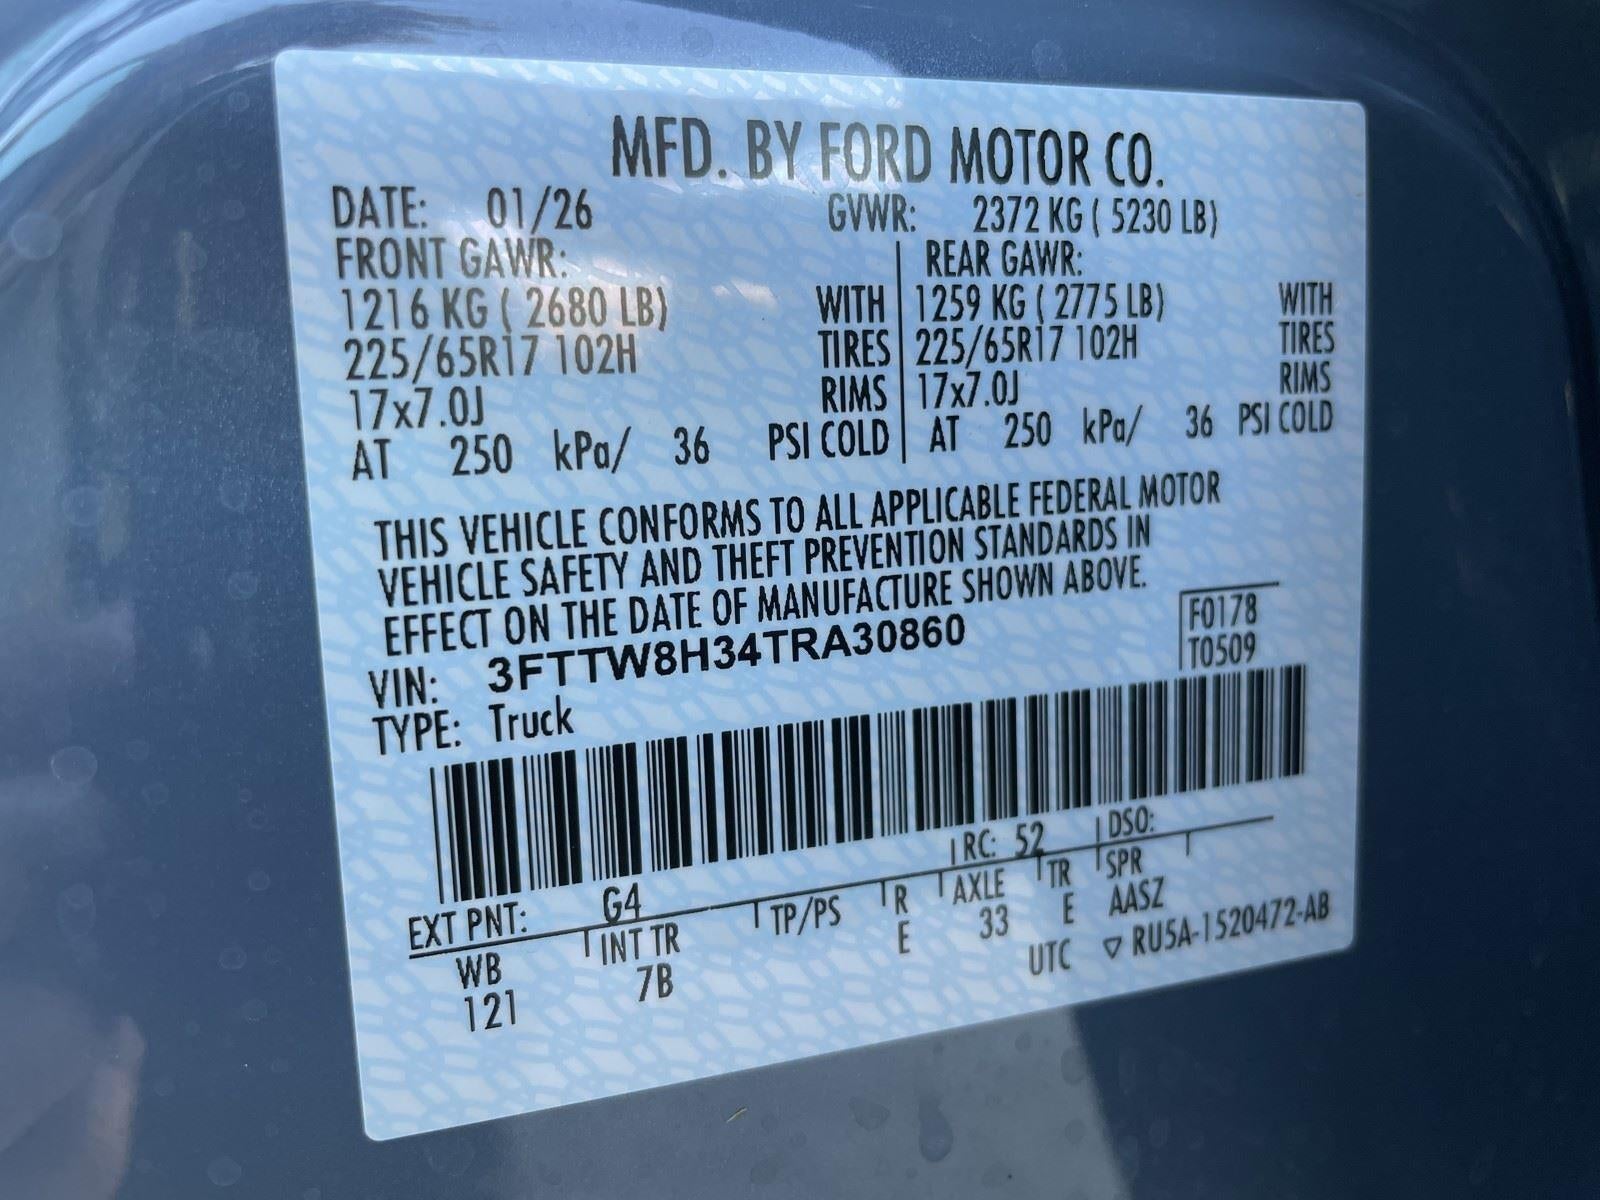 MFD. BY FORD MOTOR CO.
DATE: 01/26 GVWR: 2372 KG ( 5230 LB)
FRONT GAWR: REAR GAWR:
1216 KG ( 2680 LB) WITH 1259 KG ( 2775 LB) WITH
225/65R17 102H TIRES 225/65R17 102H TIRES
17x7.0J RIMS 17x7.0J RIMS
AT 250 kPa/ 36 PSI COLD AT 250 kPa/ 36 PSI COLD
THIS VEHICLE CONFORMS TO ALL APPLICABLE FEDERAL MOTOR
VEHICLE SAFETY AND THEFT PREVENTION STANDARDS IN
EFFECT ON THE DATE OF MANUFACTURE SHOWN ABOVE.
VIN: 3FTTW8H34TRA30860 F0178
TYPE: Truck T0509
EXT PNT: G4 RC: 52 DSO:
WB INT TR TP/PS R AXLE TR SPR
121 7B E 33 E AASZ
UTC ▽ RU5A-1520472-AB